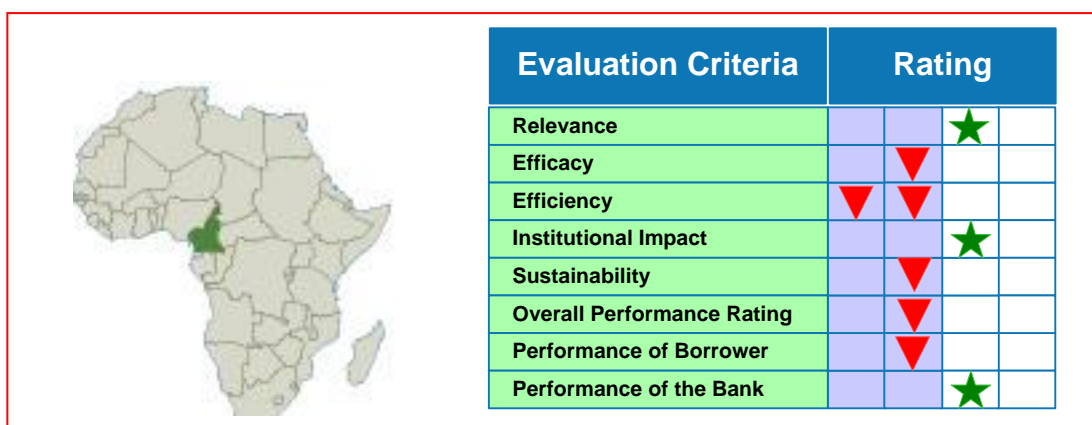 Evaluation Criteria Rating
Relevance
Efficacy
Efficiency
Institutional Impact
Sustainability
Overall Performance Rating
Performance of Borrower
Performance of the Bank